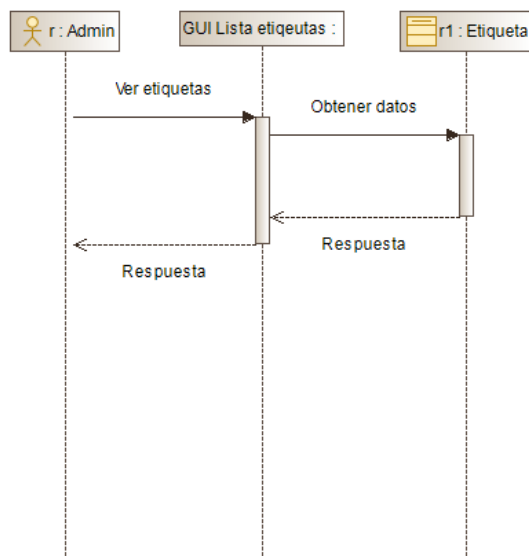 r : Admin
GUI Lista etiqeutas :
r1 : Etiqueta
Ver etiquetas
Obtener datos
Respuesta
Respuesta